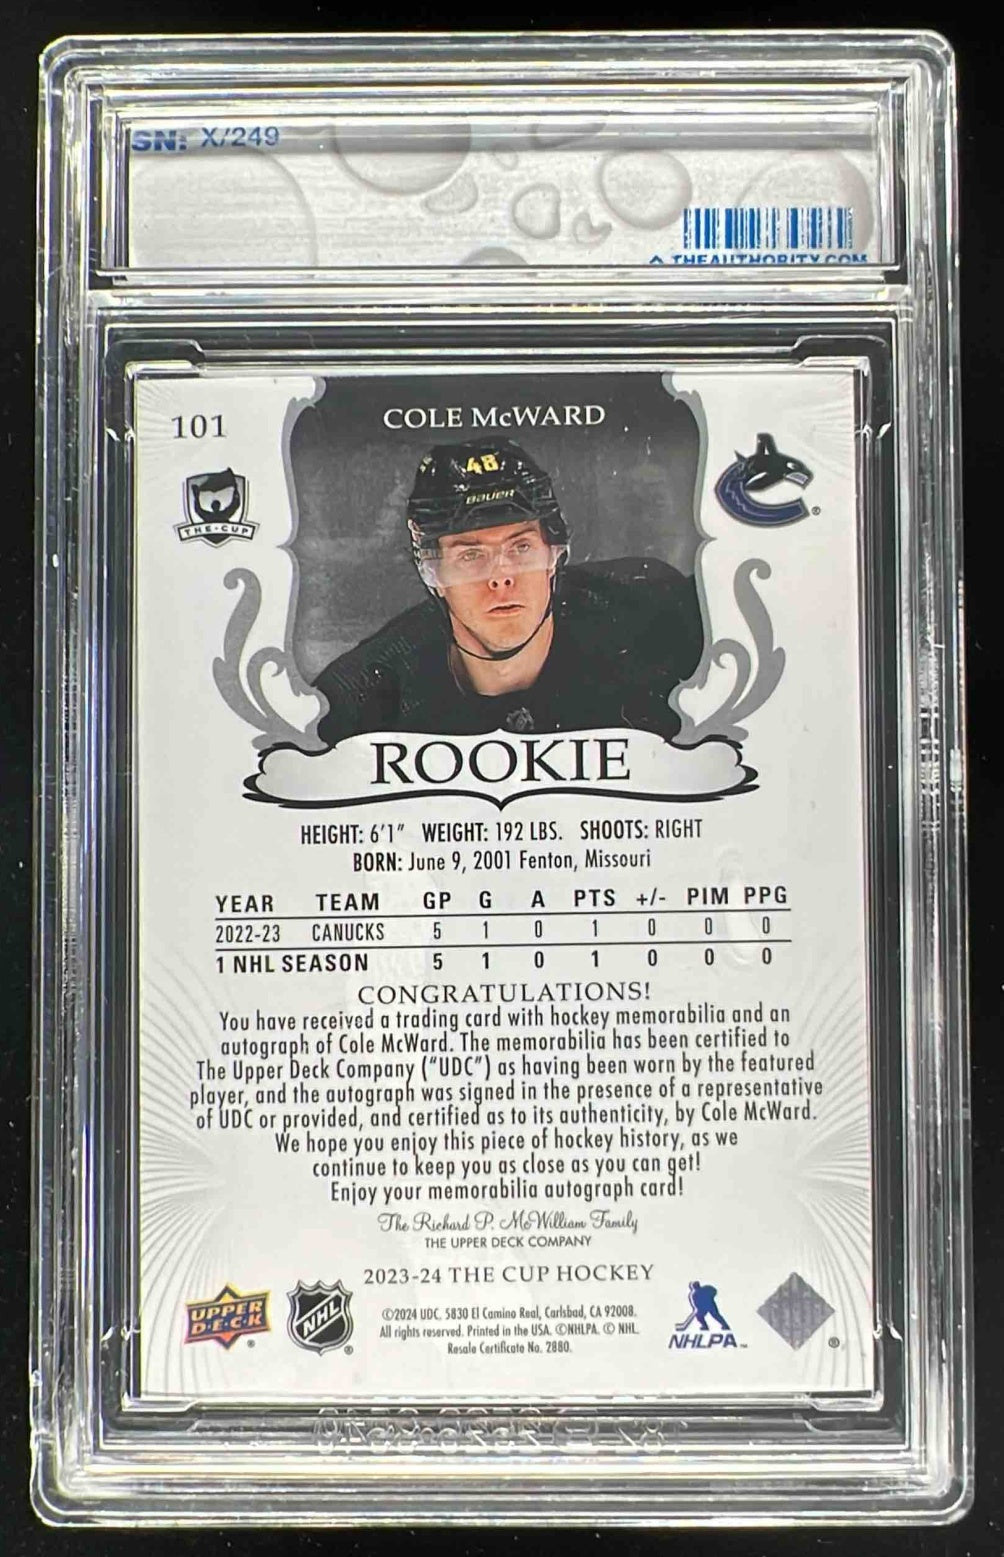 SN: X/249
THEAUTHORITY.COM
101
COLE McWARD
THE·CUP
48
BAUER
ROOKIE
HEIGHT: 6'1" WEIGHT: 192 LBS. SHOOTS: RIGHT
BORN: June 9, 2001 Fenton, Missouri
YEAR TEAM GP G A PTS +/- PIM PPG
2022-23 CANUCKS 5 1 0 1 0 0 0
1 NHL SEASON 5 1 0 1 0 0 0
CONGRATULATIONS!
You have received a trading card with hockey memorabilia and an
autograph of Cole McWard. The memorabilia has been certified to
The Upper Deck Company ("UDC") as having been worn by the featured
player, and the autograph was signed in the presence of a representative
of UDC or provided, and certified as to its authenticity, by Cole McWard.
We hope you enjoy this piece of hockey history, as we
continue to keep you as close as you can get!
Enjoy your memorabilia autograph card!
The Richard P. McWilliam Family
THE UPPER DECK COMPANY
2023-24 THE CUP HOCKEY
UPPER
D·E·C·K
®
NHL
®
©2024 UDC, 5830 El Camino Real, Carlsbad, CA 92008.
All rights reserved. Printed in the USA. ©NHLPA. © NHL.
Resale Certificate No. 2880.
NHLPA™
®